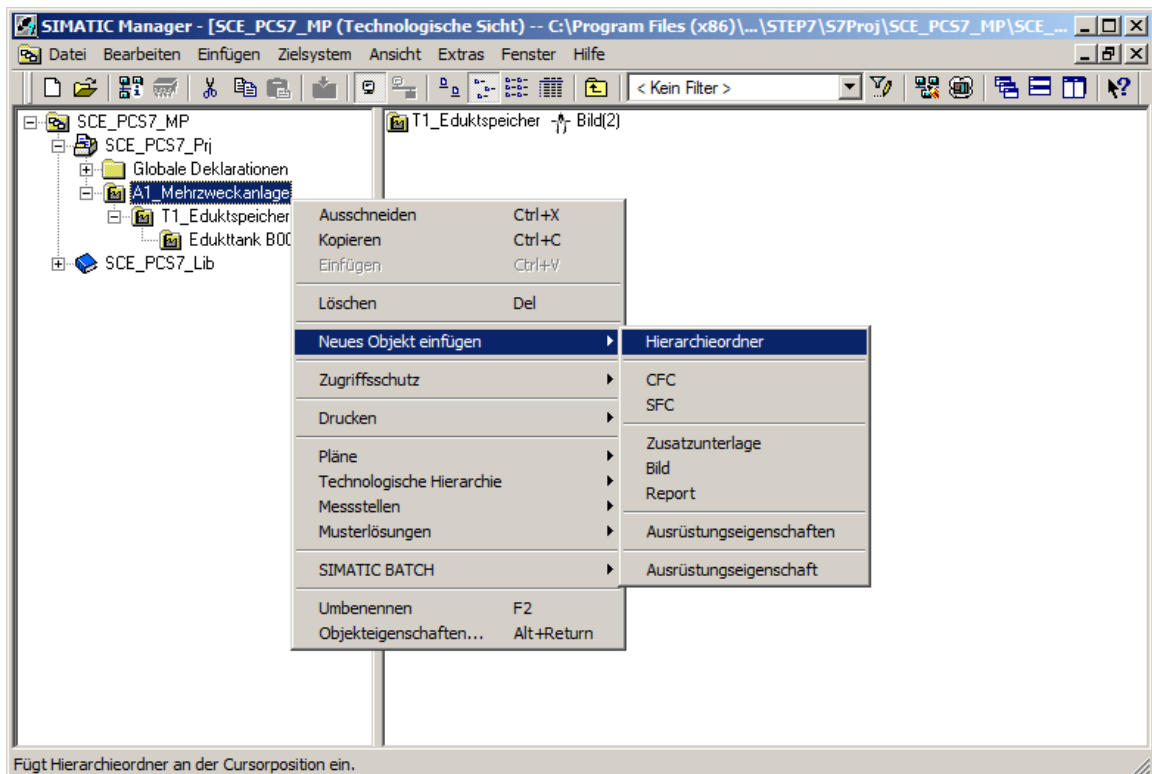 SIMATIC Manager - [SCE_PCS7_MP (Technologische Sicht) -- C:\Program Files (x86)\...\STEP7\S7Proj\SCE_PCS7_MP\SCE_...
Datei Bearbeiten Einfügen Zielsystem Ansicht Extras Fenster Hilfe
< Kein Filter >
SCE_PCS7_MP
SCE_PCS7_Prj
Globale Deklarationen
A1_Mehrzweckanlage
T1_Eduktspeicher
Edukttank B00
SCE_PCS7_Lib
T1_Eduktspeicher Bild(2)
Ausschneiden Ctrl+X
Kopieren Ctrl+C
Einfügen Ctrl+V
Löschen Del
Neues Objekt einfügen
Zugriffsschutz
Drucken
Pläne
Technologische Hierarchie
Messstellen
Musterlösungen
SIMATIC BATCH
Umbenennen F2
Objekteigenschaften... Alt+Return
Hierarchieordner
CFC
SFC
Zusatzunterlage
Bild
Report
Ausrüstungseigenschaften
Ausrüstungseigenschaft
Fügt Hierarchieordner an der Cursorposition ein.